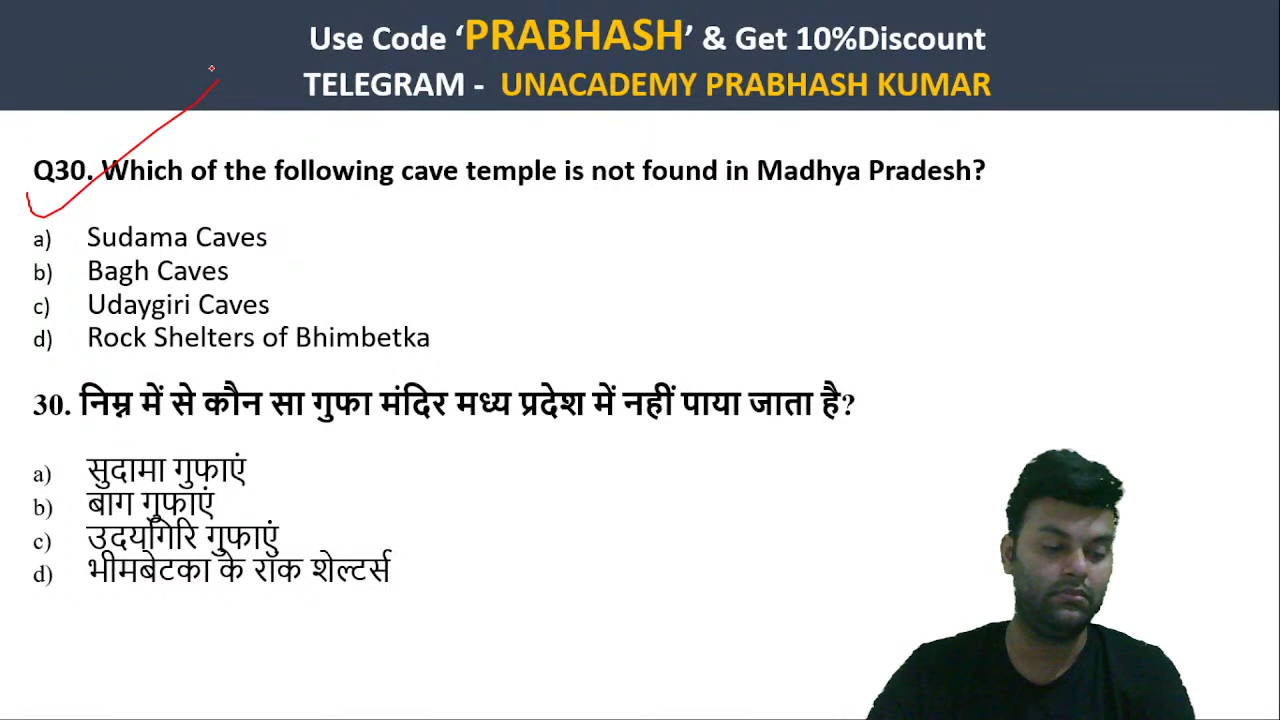 Use Code ‘PRABHASH’ & Get 10%Discount
TELEGRAM - UNACADEMY PRABHASH KUMAR
Q30. Which of the following cave temple is not found in Madhya Pradesh?
a) Sudama Caves
b) Bagh Caves
c) Udaygiri Caves
d) Rock Shelters of Bhimbetka
30. निम्न में से कौन सा गुफा मंदिर मध्य प्रदेश में नहीं पाया जाता है?
a) सुदामा गुफाएं
b) बाग गुफाएं
c) उदयगिरि गुफाएं
d) भीमबेटका के रॉक शेल्टर्स